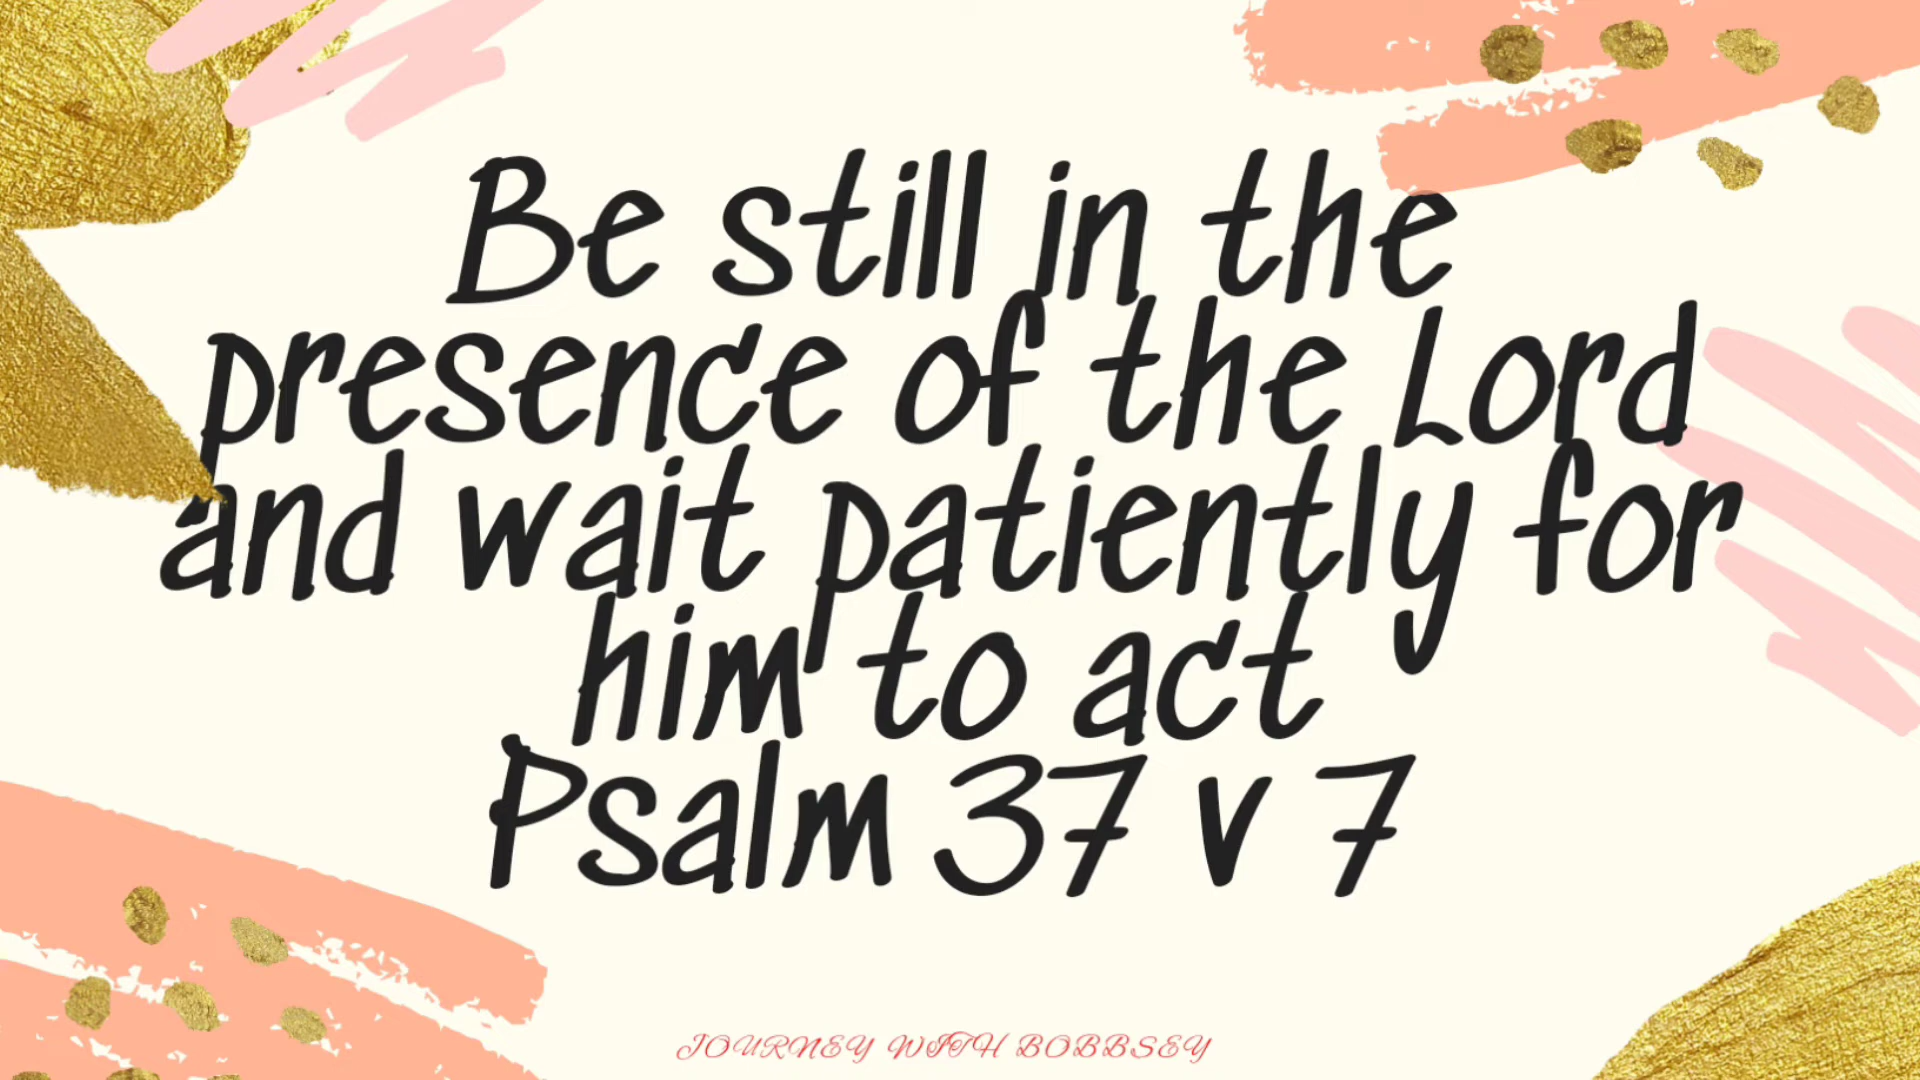 Be still in the
presence of the Lord
and wait patiently for
him to act
Psalm 37 v 7
JOURNEY WITH BOBBSEY